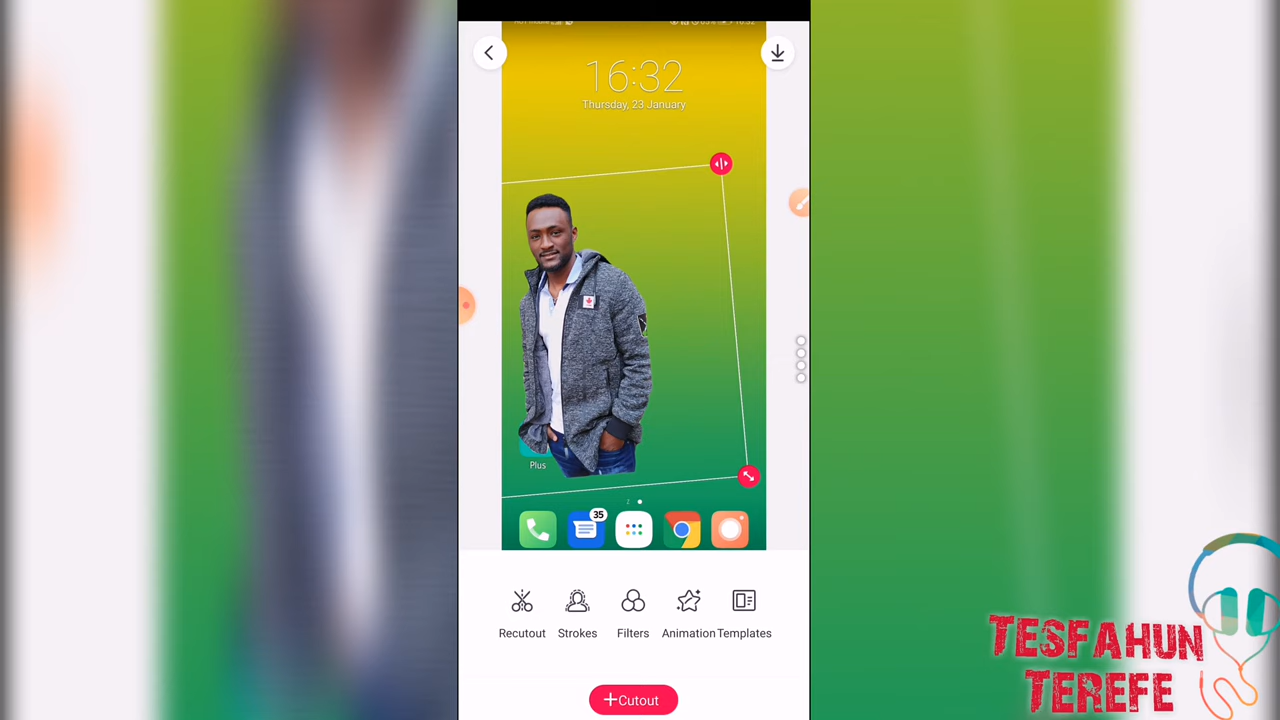 16:32
Thursday, 23 January
Plus
35
Recutout
Strokes
Filters
Animation
Templates
+Cutout
TESFAHUN
TEREFE